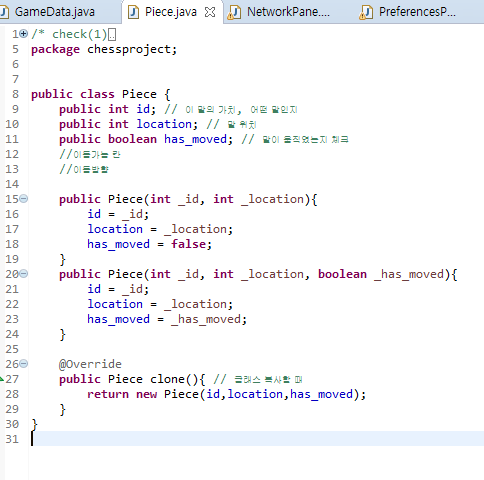 GameData.java
Piece.java
NetworkPane....
PreferencesP...
1 /* check(1)
5 package chessproject;
6
7
8 public class Piece {
9 public int id; // 이 말의 가치, 어떤 말인지
10 public int location; // 말 위치
11 public boolean has_moved; // 말이 움직였는지 체크
12 //이동가능 칸
13 //이동방향
14
15 public Piece(int _id, int _location){
16 id = _id;
17 location = _location;
18 has_moved = false;
19 }
20 public Piece(int _id, int _location, boolean _has_moved){
21 id = _id;
22 location = _location;
23 has_moved = _has_moved;
24 }
25
26 @Override
27 public Piece clone(){ // 클래스 복사할 때
28 return new Piece(id,location,has_moved);
29 }
30 }
31